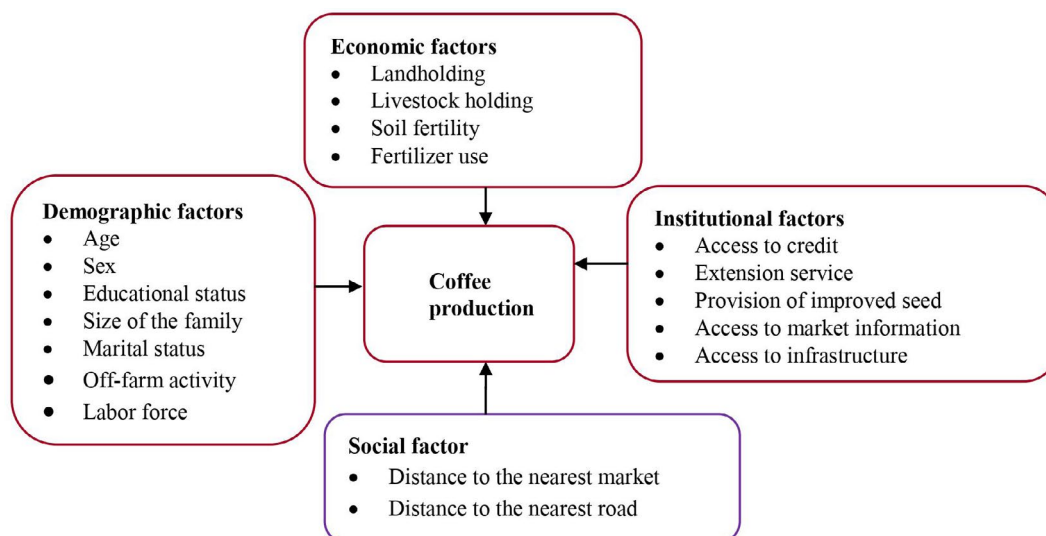 Economic factors
• Landholding
• Livestock holding
• Soil fertility
• Fertilizer use
Demographic factors
• Age
• Sex
• Educational status
• Size of the family
• Marital status
• Off-farm activity
• Labor force
Coffee
production
Institutional factors
• Access to credit
• Extension service
• Provision of improved seed
• Access to market information
• Access to infrastructure
Social factor
• Distance to the nearest market
• Distance to the nearest road